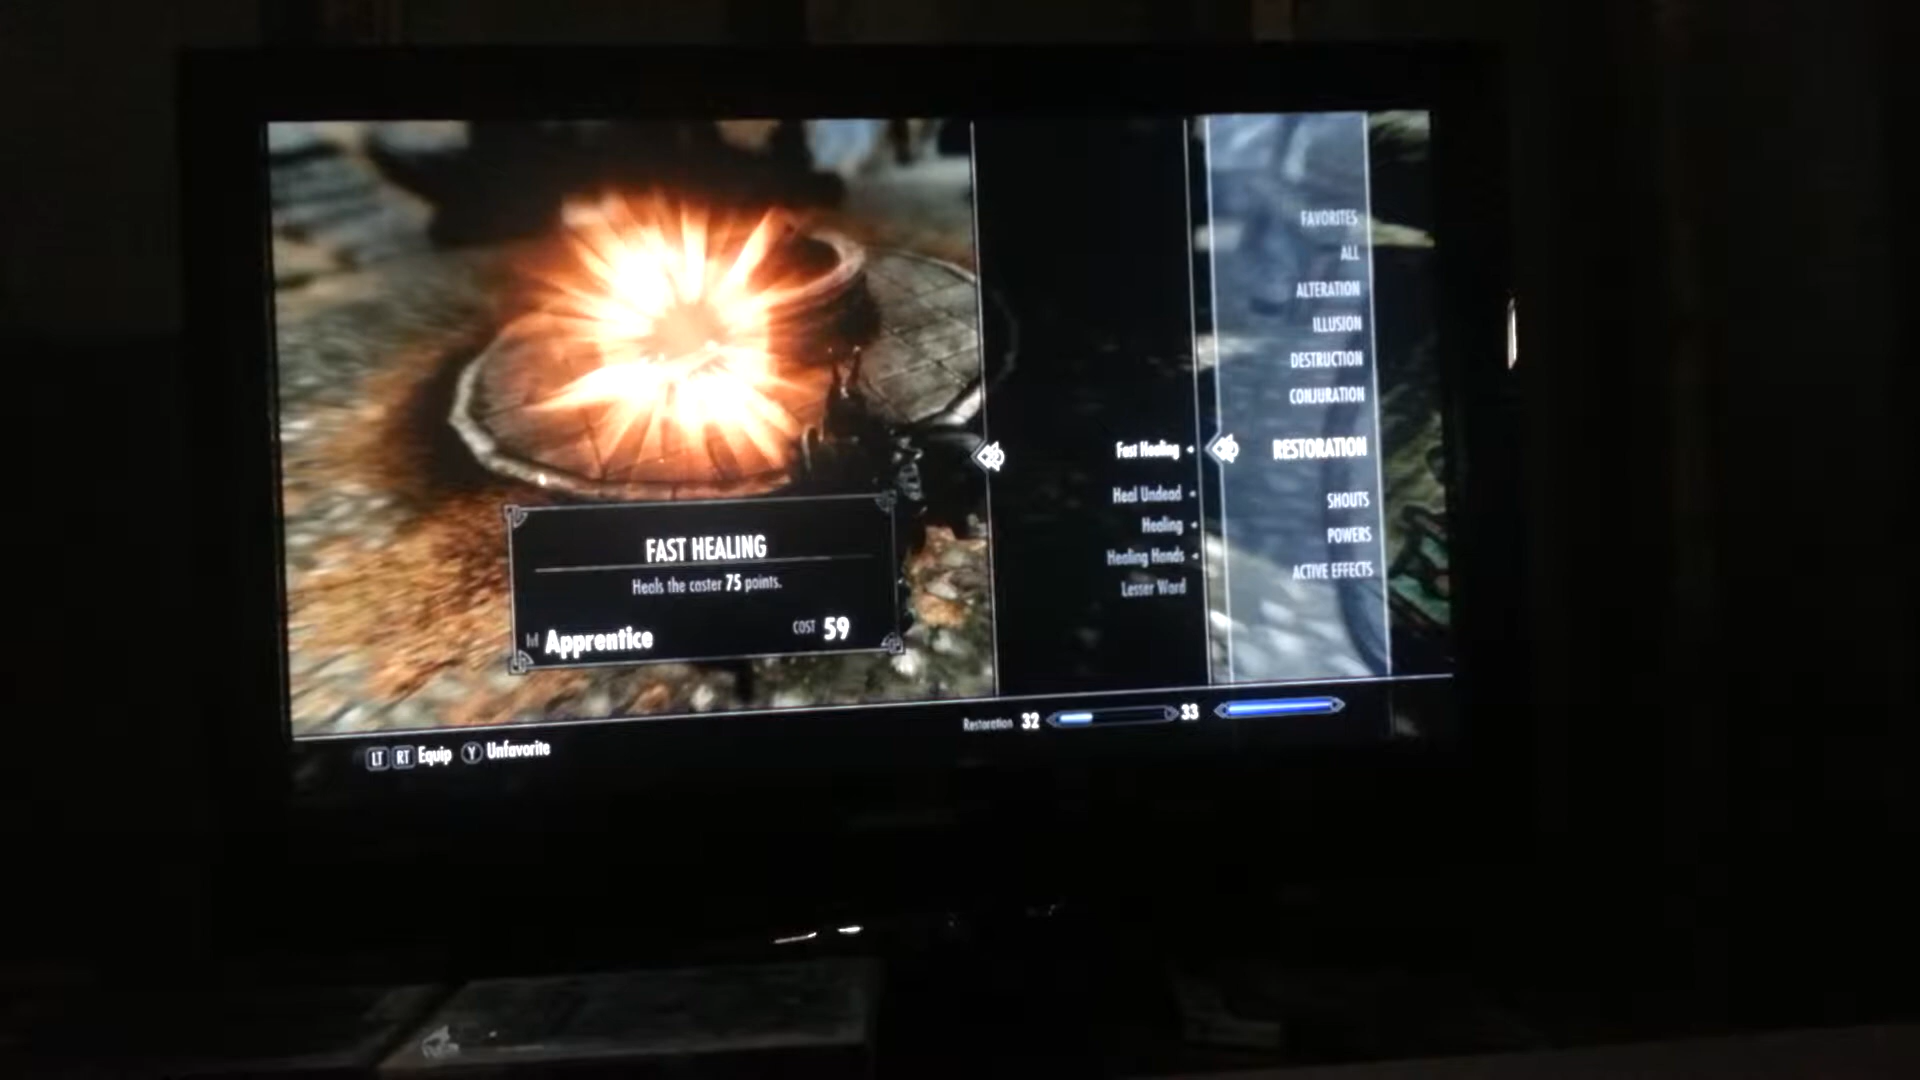 FAVORITES
ALL
ALTERATION
ILLUSION
DESTRUCTION
CONJURATION
RESTORATION
SHOUTS
POWERS
ACTIVE EFFECTS
Fast Healing
Heal Undead
Healing
Healing Hands
Lesser Ward
FAST HEALING
Heals the caster 75 points.
Apprentice COST 59
Restoration 32 33
LT RT Equip Y Unfavorite